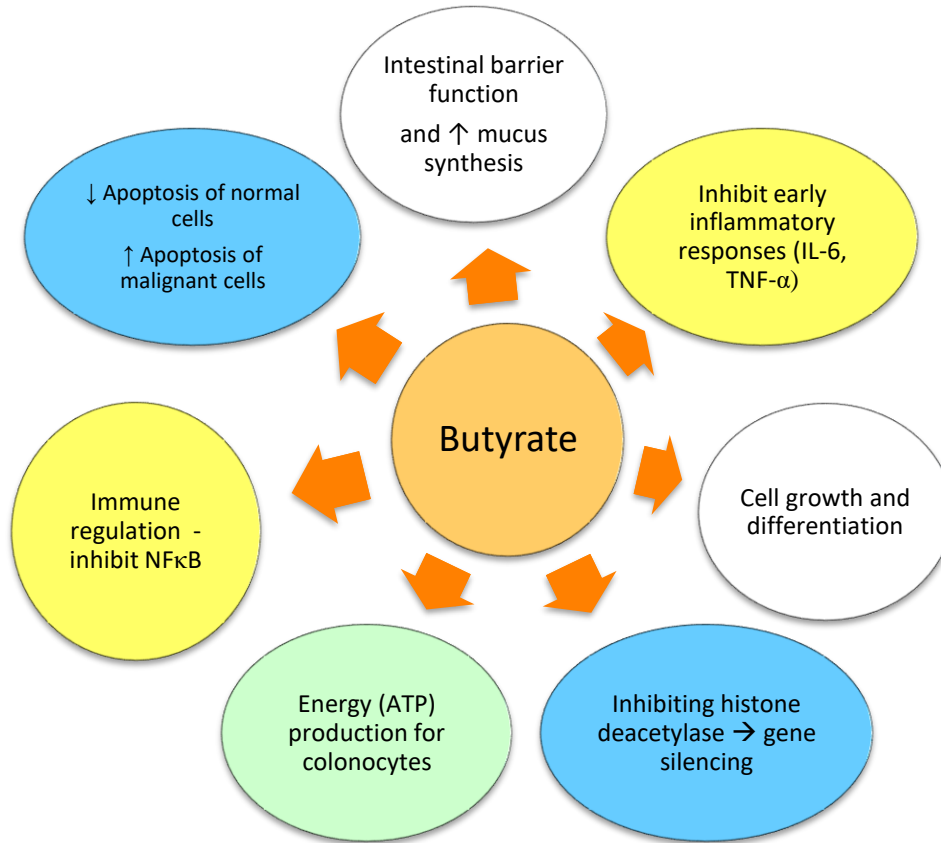 Intestinal barrier
function
and ↑ mucus
synthesis
↓ Apoptosis of normal
cells
↑ Apoptosis of
malignant cells
Inhibit early
inflammatory
responses (IL-6,
TNF-α)
Butyrate
Immune
regulation -
inhibit NFκB
Cell growth and
differentiation
Energy (ATP)
production for
colonocytes
Inhibiting histone
deacetylase → gene
silencing